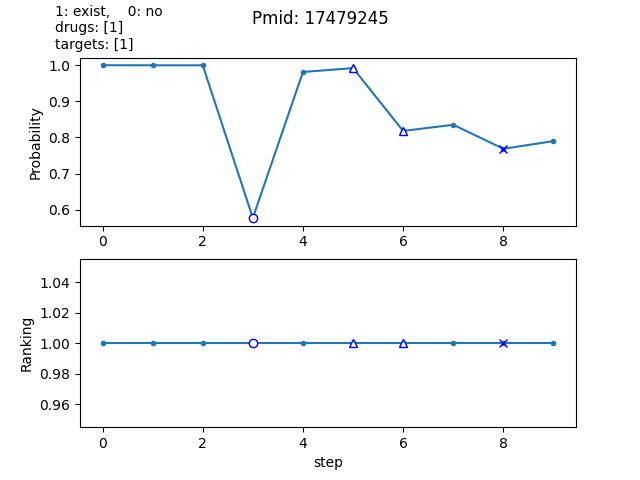 1: exist,    0: no
drugs: [1]
targets: [1]
Pmid: 17479245
1.0
0.9
0.8
0.7
0.6
Probability
0 2 4 6 8
1.04
1.02
1.00
0.98
0.96
Ranking
0 2 4 6 8
step